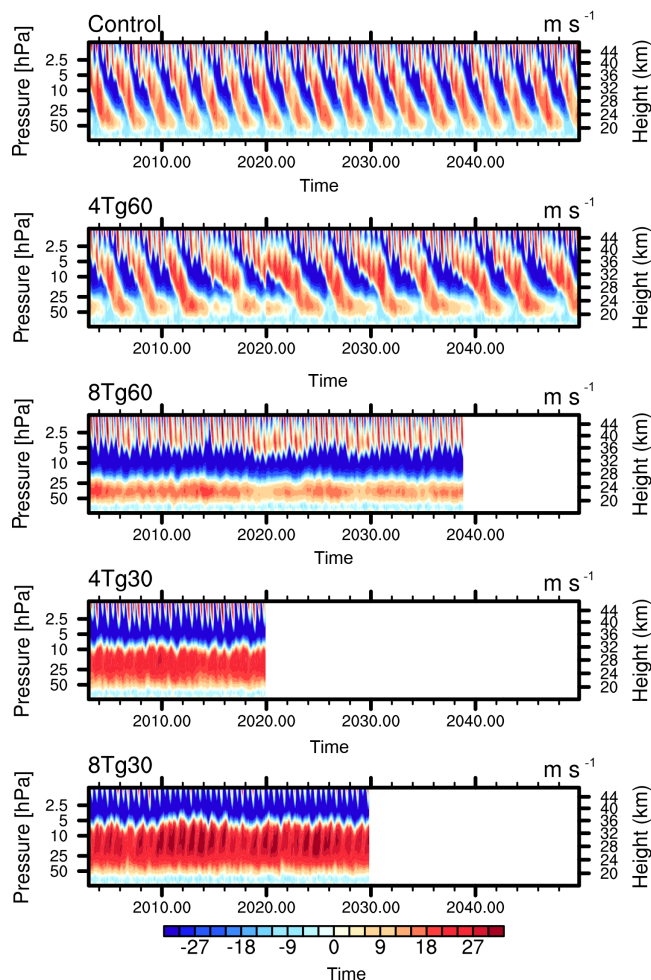 Control m s⁻¹
Pressure [hPa] 2.5 5 10 25 50
44 40 36 32 28 24 20 Height (km)
2010.00 2020.00 2030.00 2040.00
Time
4Tg60 m s⁻¹
Pressure [hPa] 2.5 5 10 25 50
44 40 36 32 28 24 20 Height (km)
2010.00 2020.00 2030.00 2040.00
Time
8Tg60 m s⁻¹
Pressure [hPa] 2.5 5 10 25 50
44 40 36 32 28 24 20 Height (km)
2010.00 2020.00 2030.00 2040.00
Time
4Tg30 m s⁻¹
Pressure [hPa] 2.5 5 10 25 50
44 40 36 32 28 24 20 Height (km)
2010.00 2020.00 2030.00 2040.00
Time
8Tg30 m s⁻¹
Pressure [hPa] 2.5 5 10 25 50
44 40 36 32 28 24 20 Height (km)
2010.00 2020.00 2030.00 2040.00
-27 -18 -9 0 9 18 27
Time